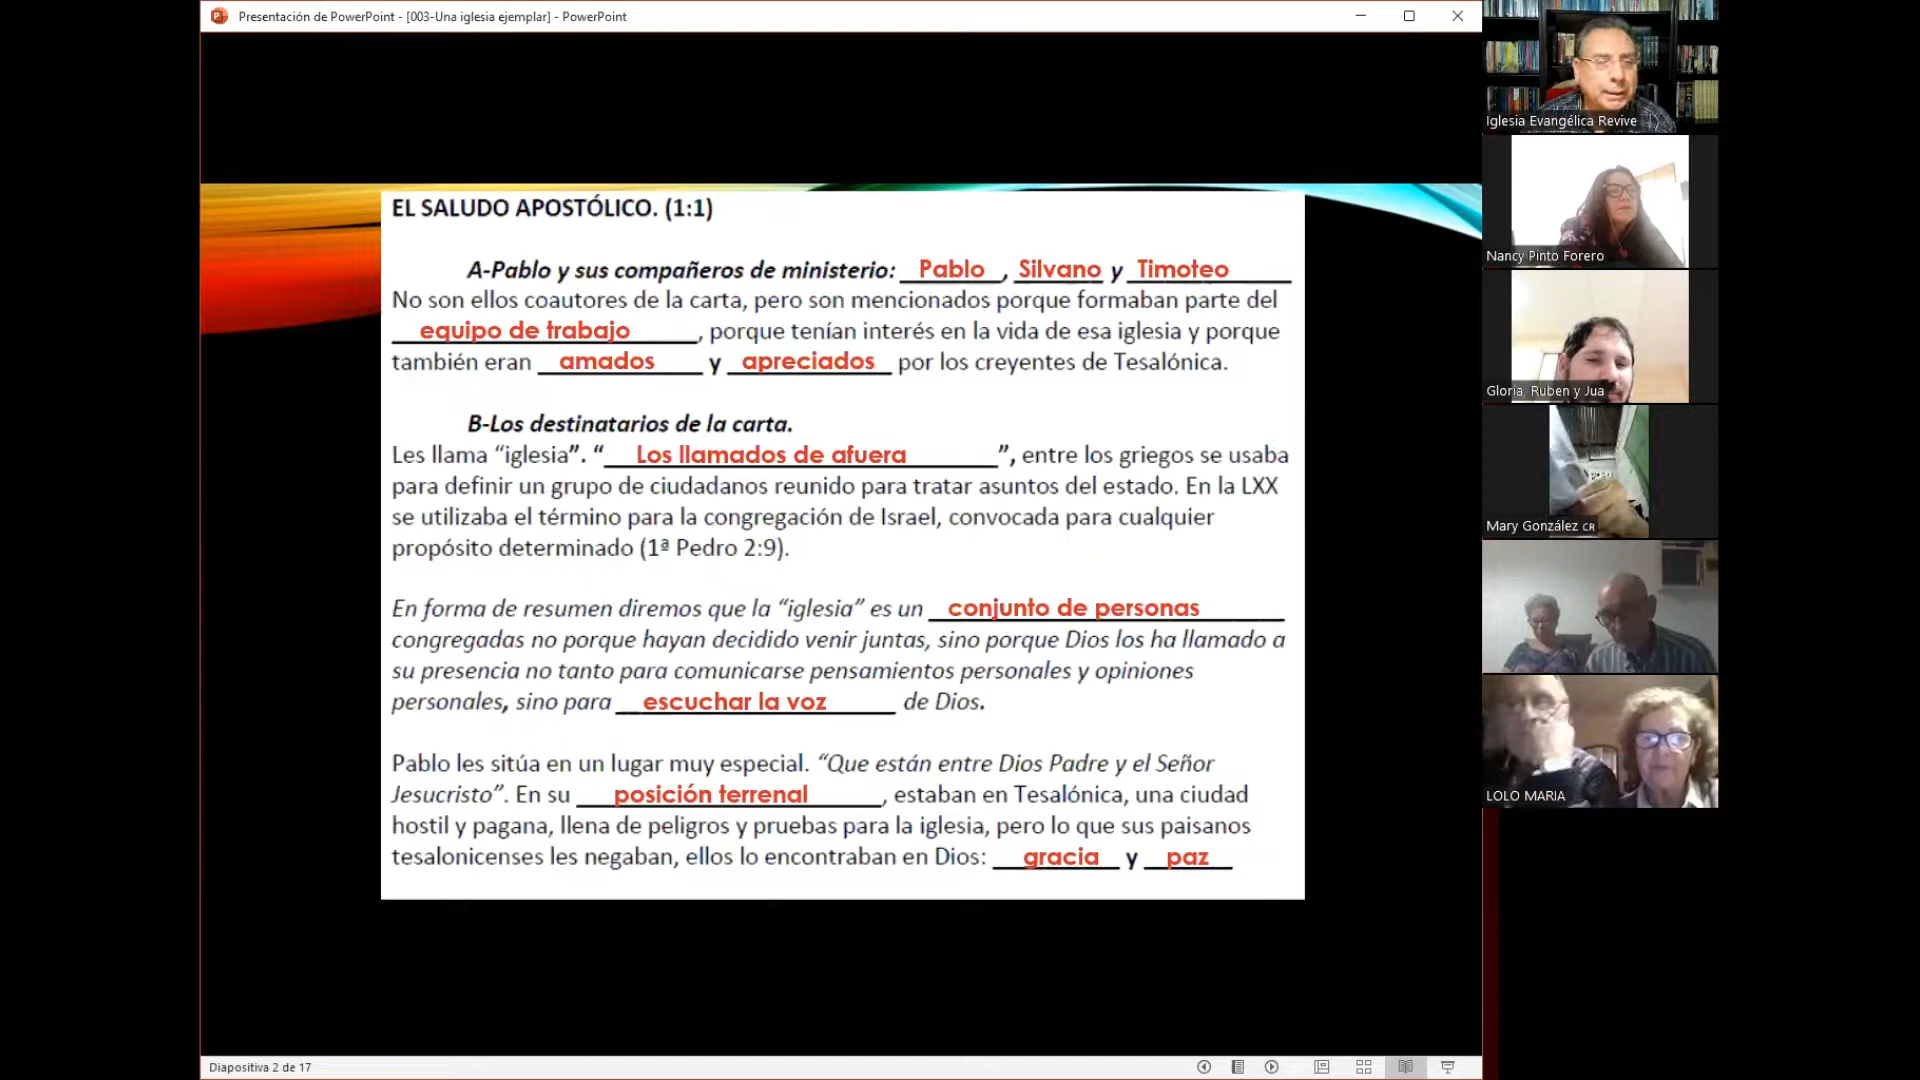 Presentación de PowerPoint - [003-Una iglesia ejemplar] - PowerPoint
EL SALUDO APOSTÓLICO. (1:1)
A-Pablo y sus compañeros de ministerio: Pablo, Silvano y Timoteo
No son ellos coautores de la carta, pero son mencionados porque formaban parte del
equipo de trabajo, porque tenían interés en la vida de esa iglesia y porque
también eran amados y apreciados por los creyentes de Tesalónica.
B-Los destinatarios de la carta.
Les llama “iglesia”. “Los llamados de afuera”, entre los griegos se usaba
para definir un grupo de ciudadanos reunido para tratar asuntos del estado. En la LXX
se utilizaba el término para la congregación de Israel, convocada para cualquier
propósito determinado (1ª Pedro 2:9).
En forma de resumen diremos que la “iglesia” es un conjunto de personas
congregadas no porque hayan decidido venir juntas, sino porque Dios los ha llamado a
su presencia no tanto para comunicarse pensamientos personales y opiniones
personales, sino para escuchar la voz de Dios.
Pablo les sitúa en un lugar muy especial. “Que están entre Dios Padre y el Señor
Jesucristo”. En su posición terrenal, estaban en Tesalónica, una ciudad
hostil y pagana, llena de peligros y pruebas para la iglesia, pero lo que sus paisanos
tesalonicenses les negaban, ellos lo encontraban en Dios: gracia y paz
Diapositiva 2 de 17
Iglesia Evangélica Revive
Nancy Pinto Forero
Gloria, Ruben y Jua
Mary González CR
LOLO MARIA